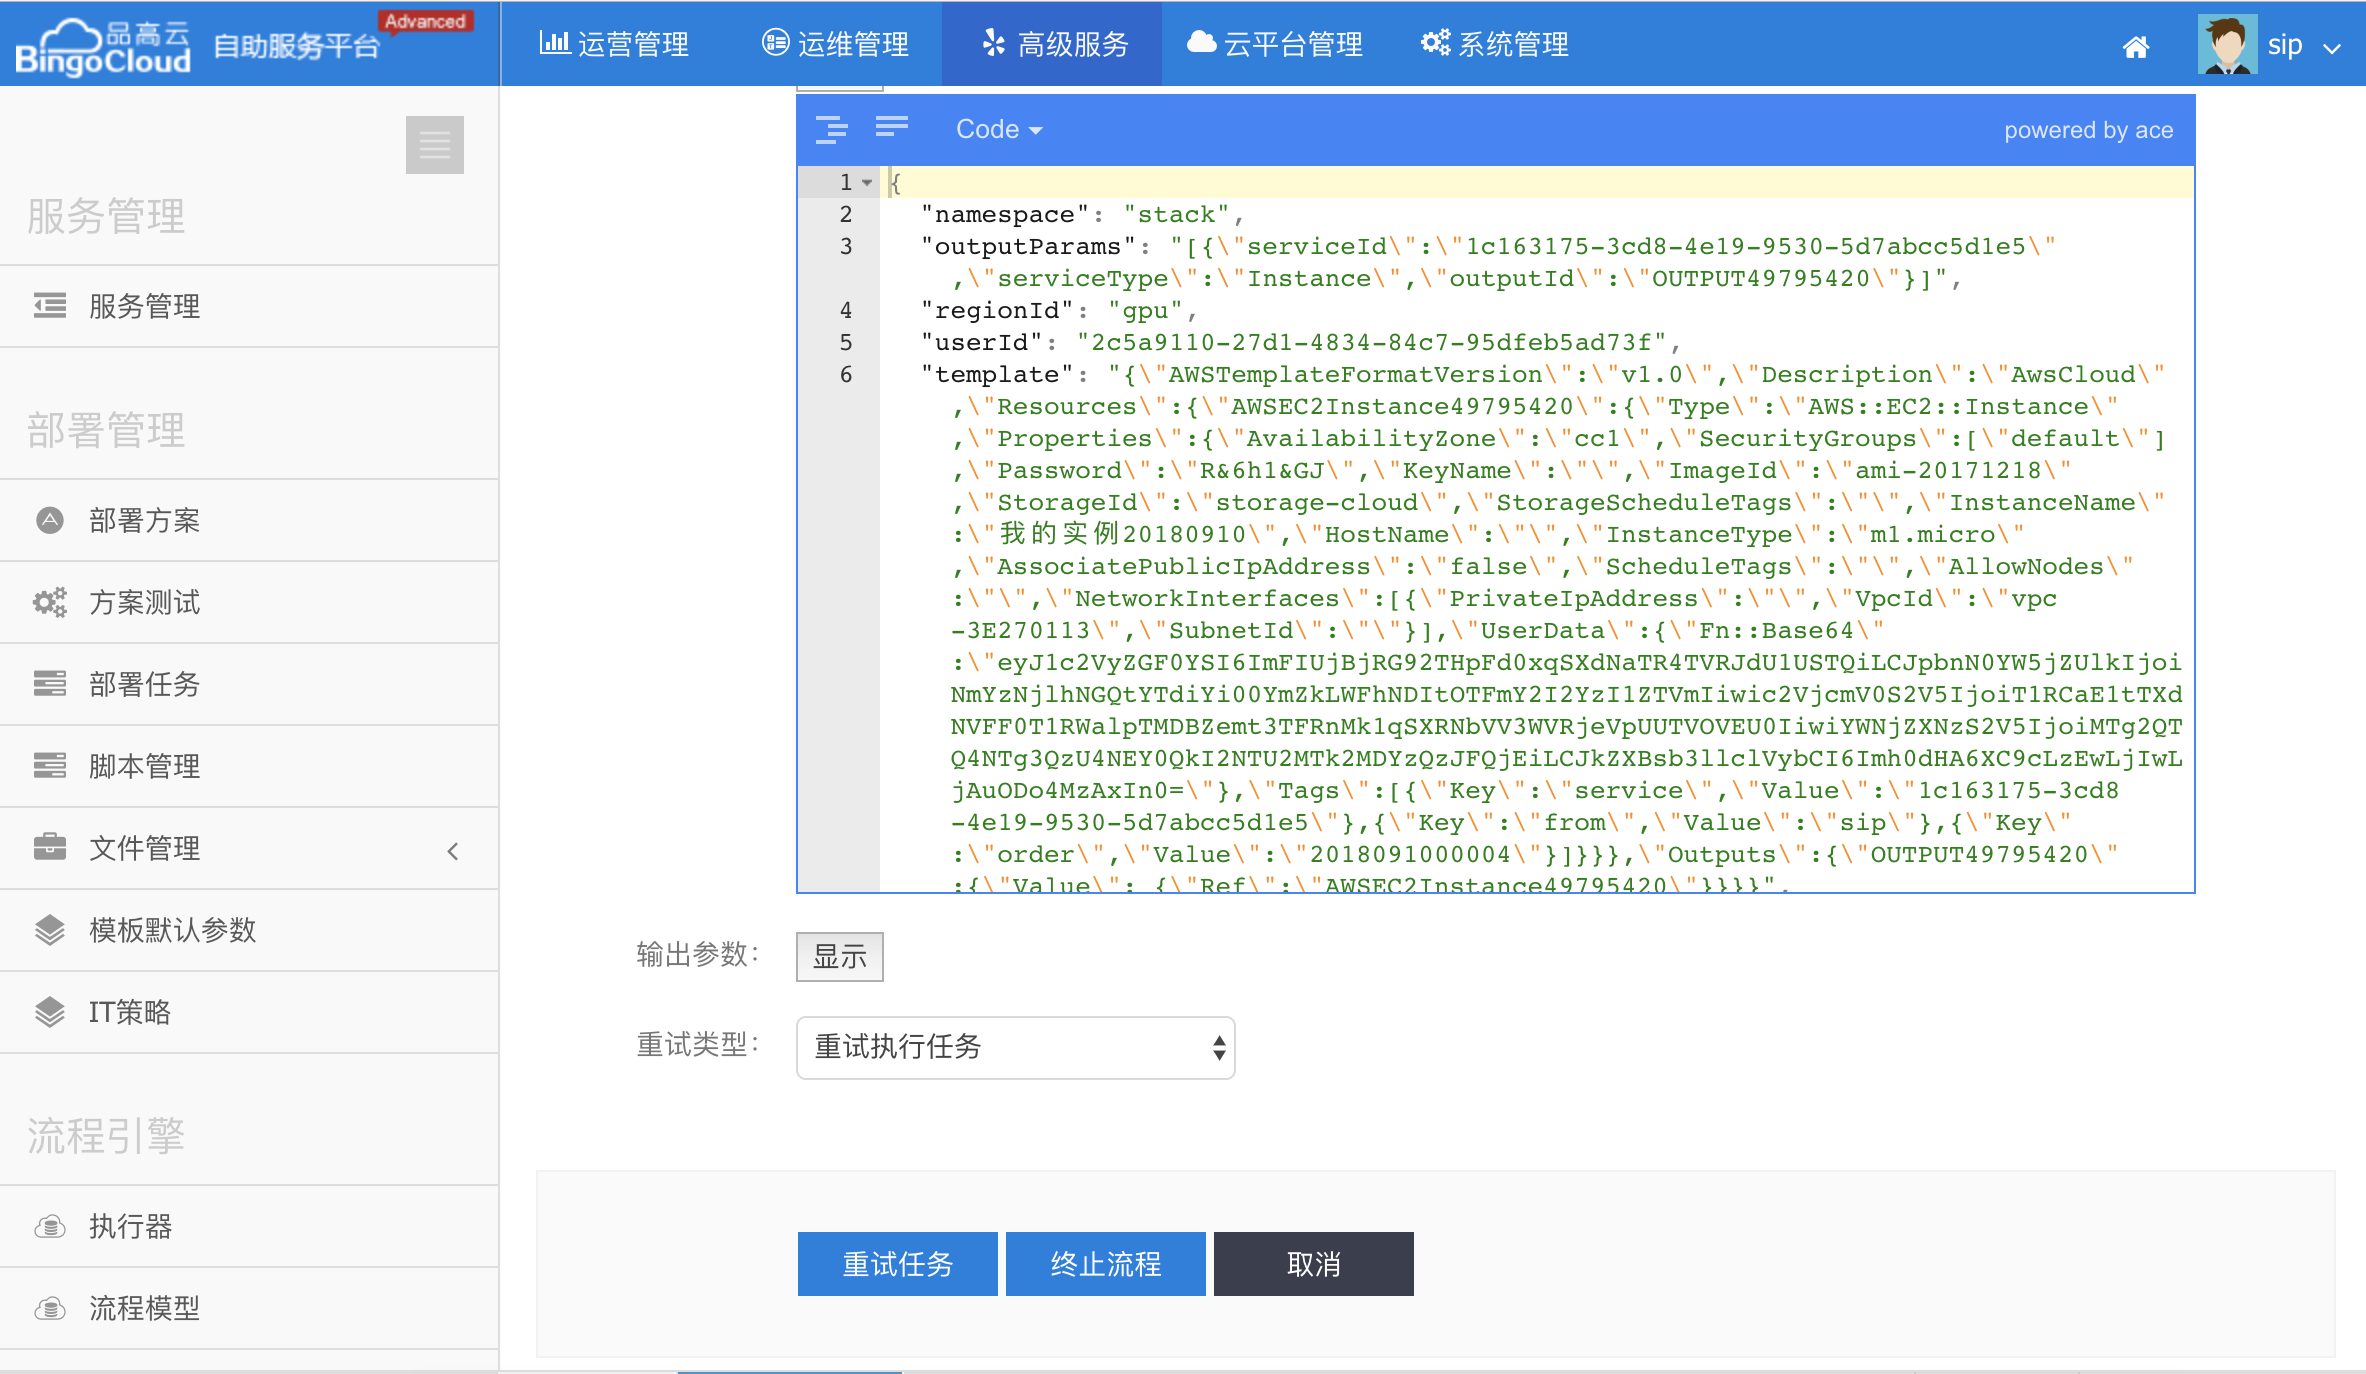 品高云
BingoCloud
自助服务平台
Advanced
运营管理
运维管理
高级服务
云平台管理
系统管理
sip
服务管理
服务管理
部署管理
部署方案
方案测试
部署任务
脚本管理
文件管理
模板默认参数
IT策略
流程引擎
执行器
流程模型
Code
powered by ace
1 {
2 "namespace": "stack",
3 "outputParams": "[{\"serviceId\":\"1c163175-3cd8-4e19-9530-5d7abcc5d1e5\"
,\"serviceType\":\"Instance\",\"outputId\":\"OUTPUT49795420\"}]",
4 "regionId": "gpu",
5 "userId": "2c5a9110-27d1-4834-84c7-95dfeb5ad73f",
6 "template": "{\"AWSTemplateFormatVersion\":\"v1.0\",\"Description\":\"AwsCloud\"
,\"Resources\":{\"AWSEC2Instance49795420\":{\"Type\":\"AWS::EC2::Instance\"
,\"Properties\":{\"AvailabilityZone\":\"cc1\",\"SecurityGroups\":[\"default\"]
,\"Password\":\"R&6h1&GJ\",\"KeyName\":\"\",\"ImageId\":\"ami-20171218\"
,\"StorageId\":\"storage-cloud\",\"StorageScheduleTags\":\"\",\"InstanceName\"
:\"我的实例20180910\",\"HostName\":\"\",\"InstanceType\":\"m1.micro\"
,\"AssociatePublicIpAddress\":\"false\",\"ScheduleTags\":\"\",\"AllowNodes\"
:\"\",\"NetworkInterfaces\":[{\"PrivateIpAddress\":\"\",\"VpcId\":\"vpc
-3E270113\",\"SubnetId\":\"\"}],\"UserData\":{\"Fn::Base64\"
:\"eyJ1c2VyZGF0YSI6ImFIUjBjRG92THpFd0xqSXdNaTR4TVRJdU1USTQiLCJpbnN0YW5jZUlkIjoi
NmYzNjlhNGQtYTdiYi00YmZkLWFhNDItOTFmY2I2YzI1ZTVmIiwic2VjcmV0S2V5IjoiT1RCaE1tTXd
NVFF0T1RWalpTMDBZemt3TFRnMk1qSXRNbVV3WVRjeVpUUTVOVEU0IiwiYWNjZXNzS2V5IjoiMTg2QT
Q4NTg3QzU4NEY0QkI2NTU2MTk2MDYzQzJFQjEiLCJkZXBsb3llclVybCI6Imh0dHA6XC9cLzEwLjIwL
jAuODo4MzAxIn0=\"},\"Tags\":[{\"Key\":\"service\",\"Value\":\"1c163175-3cd8
-4e19-9530-5d7abcc5d1e5\"},{\"Key\":\"from\",\"Value\":\"sip\"},{\"Key\"
:\"order\",\"Value\":\"2018091000004\"}]}}},\"Outputs\":{\"OUTPUT49795420\"
:{\"Value\": {\"Ref\":\"AWSEC2Instance49795420\"}}}}",
输出参数：
显示
重试类型：
重试执行任务
重试任务
终止流程
取消